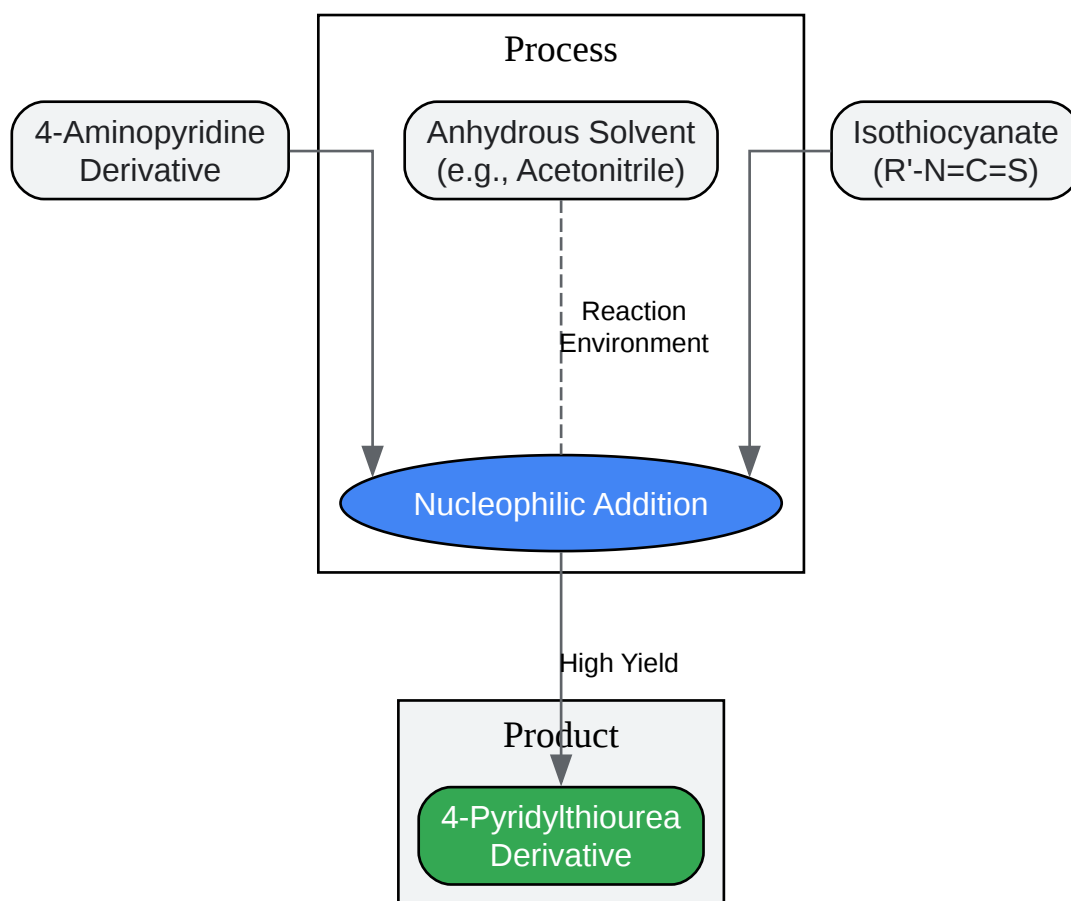 Process
4-Aminopyridine
Derivative
Anhydrous Solvent
(e.g., Acetonitrile)
Isothiocyanate
(R'-N=C=S)
Reaction
Environment
Nucleophilic Addition
High Yield
Product
4-Pyridylthiourea
Derivative